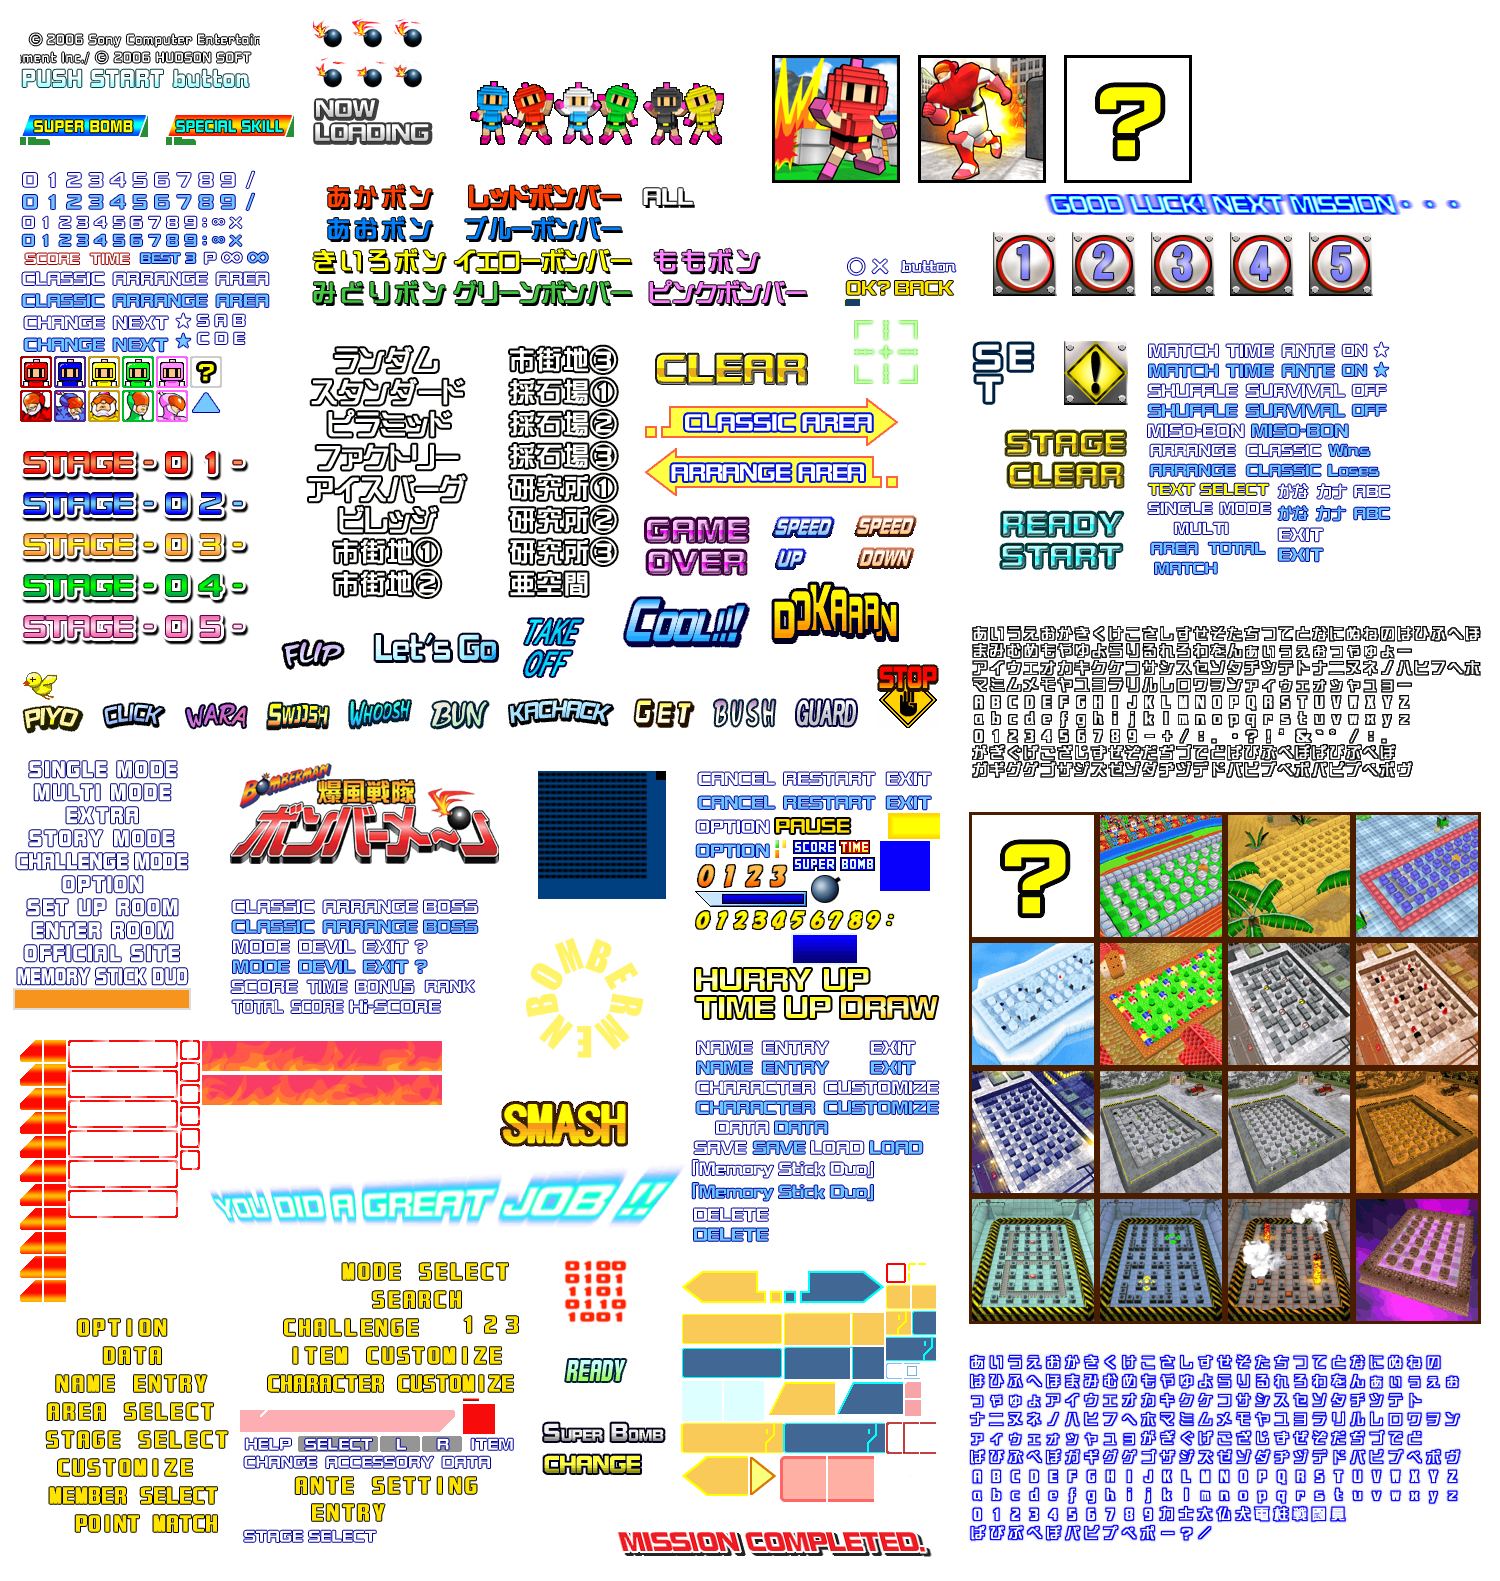 © 2006 Sony Computer Entertain
ment Inc./ © 2006 HUDSON SOFT
PUSH START button
SUPER BOMB SPECIAL SKILL
NOW
LOADING
?
GOOD LUCK! NEXT MISSION・・・
0 1 2 3 4 5 6 7 8 9 /
0 1 2 3 4 5 6 7 8 9 /
0 1 2 3 4 5 6 7 8 9 : ∞ X
0 1 2 3 4 5 6 7 8 9 : ∞ X
SCORE TIME BEST 3 P ∞ ∞
CLASSIC ARRANGE AREA
CLASSIC ARRANGE AREA
CHANGE NEXT ☆ S A B
CHANGE NEXT ★ C D E
?
あかボン レッドボンバー ALL
あおボン ブルーボンバー
きいろボン イエローボンバー ももボン
みどりボン グリーンボンバー ピンクボンバー
○ × button
OK? BACK
1 2 3 4 5
ランダム 市街地③
スタンダード 採石場①
ピラミッド 採石場②
ファクトリー 採石場③
アイスバーグ 研究所①
ビレッジ 研究所②
市街地① 研究所③
市街地② 亜空間
CLEAR
CLASSIC AREA
ARRANGE AREA
GAME
OVER
SPEED
UP
SPEED
DOWN
SET
!
STAGE
CLEAR
READY
START
MATCH TIME ANTE ON ☆
MATCH TIME ANTE ON ★
SHUFFLE SURVIVAL OFF
SHUFFLE SURVIVAL OFF
MISO-BON MISO-BON
ARRANGE CLASSIC Wins
ARRANGE CLASSIC Loses
TEXT SELECT かな カナ ABC
SINGLE MODE かな カナ ABC
MULTI EXIT
AREA TOTAL EXIT
MATCH
STAGE-01-
STAGE-02-
STAGE-03-
STAGE-04-
STAGE-05-
FLIP Let's Go TAKE OFF COOL!!! DOKAAAN
PIYO CLICK WARA SWOOSH WHOOSH BUN KACHACK GET BUSH GUARD STOP
あいうえおかきくけこさしすせそたちつてとなにぬねのはひふへほ
まみむめもやゆよらりるれろわをんぁぃぅぇぉっゃゅょー
アイウエオカキクケコサシスセソタチツテトナニヌネノハヒフヘホ
マミムメモヤユヨラリルレロワヲンァィゥェォッャュョー
A B C D E F G H I J K L M N O P Q R S T U V W X Y Z
a b c d e f g h i j k l m n o p q r s t u v w x y z
0 1 2 3 4 5 6 7 8 9 - + / : . ・ ? ! ' & ゛ ゜ / : .
がぎぐげござじずぜぞだぢづでどばびぶべぼぱぴぷぺぽ
ガギグゲゴザジズゼゾダヂヅデドバビブベボパピプペポヴ
SINGLE MODE
MULTI MODE
EXTRA
STORY MODE
CHALLENGE MODE
OPTION
SET UP ROOM
ENTER ROOM
OFFICIAL SITE
MEMORY STICK DUO
BOMBERMAN
爆風戦隊
ボンバーメ〜ン
CLASSIC ARRANGE BOSS
CLASSIC ARRANGE BOSS
MODE DEVIL EXIT ?
MODE DEVIL EXIT ?
SCORE TIME BONUS RANK
TOTAL SCORE Hi-SCORE
BOMBERMEN
CANCEL RESTART EXIT
CANCEL RESTART EXIT
OPTION PAUSE
OPTION SCORE TIME
SUPER BOMB
0 1 2 3
0 1 2 3 4 5 6 7 8 9 :
HURRY UP
TIME UP DRAW
?
NAME ENTRY EXIT
NAME ENTRY EXIT
CHARACTER CUSTOMIZE
CHARACTER CUSTOMIZE
DATA DATA
SAVE SAVE LOAD LOAD
「Memory Stick Duo」
「Memory Stick Duo」
DELETE
DELETE
SMASH
YOU DID A GREAT JOB !!
MODE SELECT
SEARCH
CHALLENGE 1 2 3
ITEM CUSTOMIZE
CHARACTER CUSTOMIZE
OPTION
DATA
NAME ENTRY
AREA SELECT
STAGE SELECT
CUSTOMIZE
MEMBER SELECT
POINT MATCH
HELP SELECT L R ITEM
CHANGE ACCESSORY DATA
ANTE SETTING
ENTRY
STAGE SELECT
0100
1101
0110
1001
READY
SUPER BOMB
CHANGE
MISSION COMPLETED.
あいうえおかきくけこさしすせそたちつてとなにぬねの
はひふへほまみむめもやゆよらりるれろわをんぁぃぅぇぉ
っゃゅょアイウエオカキクケコサシスセソタチツテト
ナニヌネノハヒフヘホマミムメモヤユヨラリルレロワヲン
ァィゥェォッャュョがぎぐげござじずぜぞだぢづでど
ばびぶべぼガギグゲゴザジズゼゾダヂヅデドバビブベボヴ
A B C D E F G H I J K L M N O P Q R S T U V W X Y Z
a b c d e f g h i j k l m n o p q r s t u v w x y z
0 1 2 3 4 5 6 7 8 9 力士大仏犬電
ぱぴぷぺぽパピプペポー?／